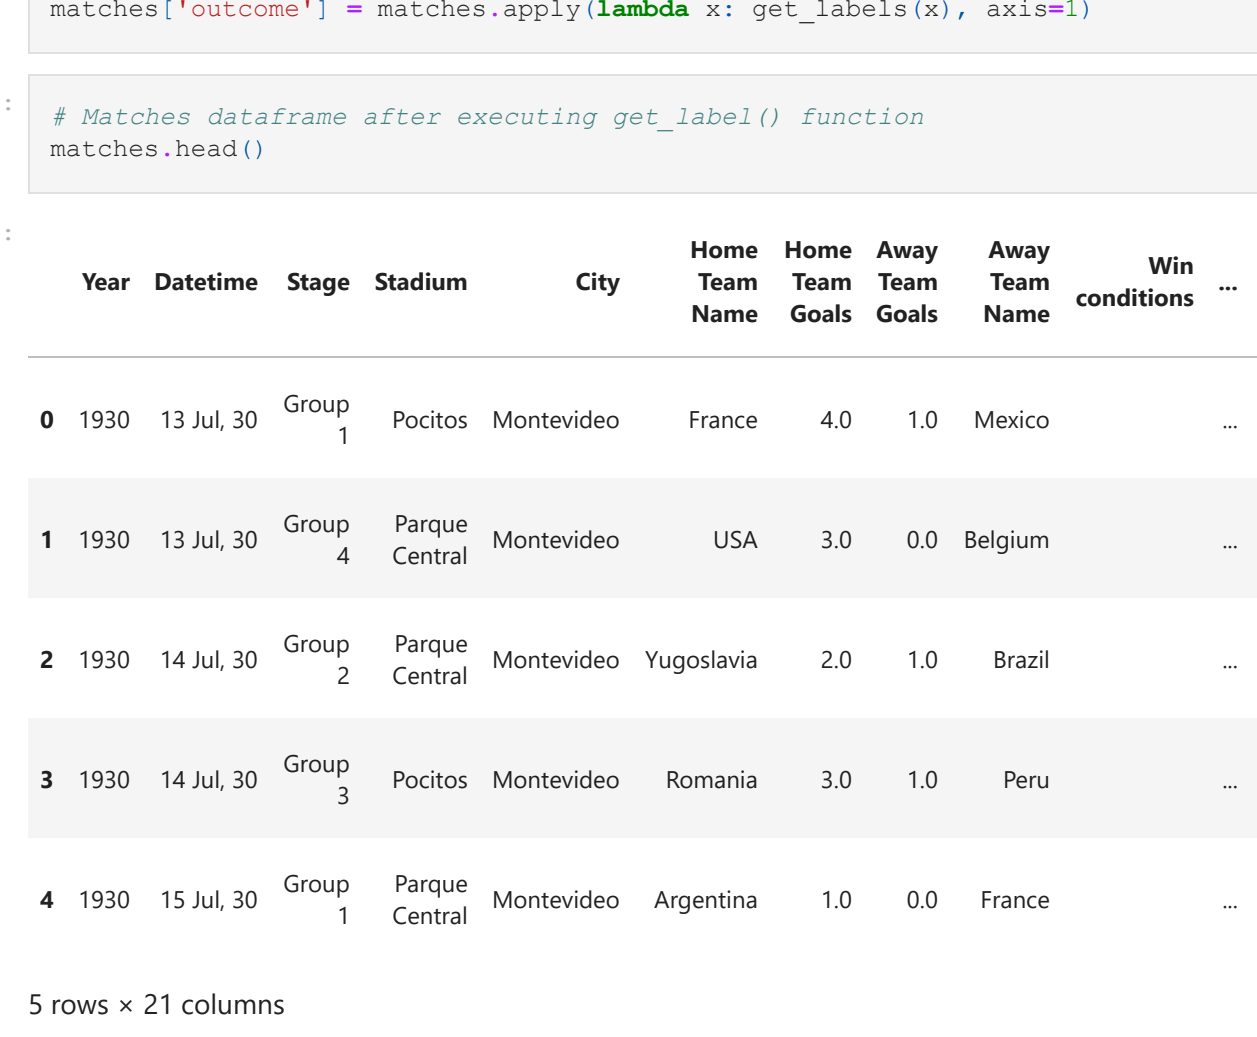 matches['outcome'] = matches.apply(lambda x: get_labels(x), axis=1)
:
# Matches dataframe after executing get_label() function
matches.head()
:
Year Datetime Stage Stadium City Home Team Name Home Team Goals Away Team Goals Away Team Name Win conditions ...
0 1930 13 Jul, 30 Group 1 Pocitos Montevideo France 4.0 1.0 Mexico ...
1 1930 13 Jul, 30 Group 4 Parque Central Montevideo USA 3.0 0.0 Belgium ...
2 1930 14 Jul, 30 Group 2 Parque Central Montevideo Yugoslavia 2.0 1.0 Brazil ...
3 1930 14 Jul, 30 Group 3 Pocitos Montevideo Romania 3.0 1.0 Peru ...
4 1930 15 Jul, 30 Group 1 Parque Central Montevideo Argentina 1.0 0.0 France ...
5 rows × 21 columns